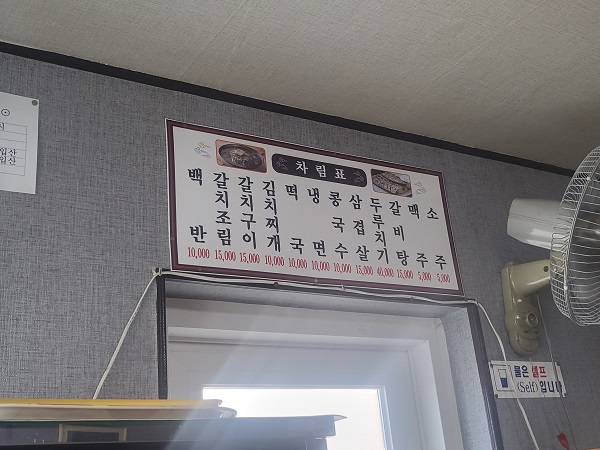 차림표
백반 10,000
갈치조림 15,000
갈치구이 15,000
김치찌개 10,000
떡국 10,000
냉면 10,000
콩국수 10,000
삼겹살 15,000
두루치기 40,000
갈비탕 15,000
맥주 5,000
소주 5,000
물은 셀프
(Self)입니다